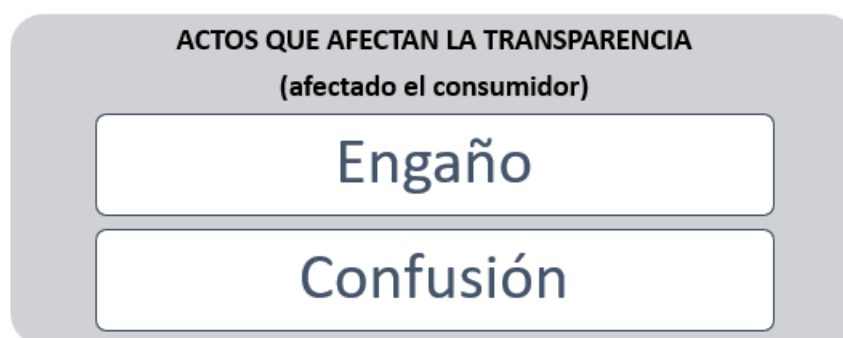 ACTOS QUE AFECTAN LA TRANSPARENCIA
(afectado el consumidor)
Engaño
Confusión